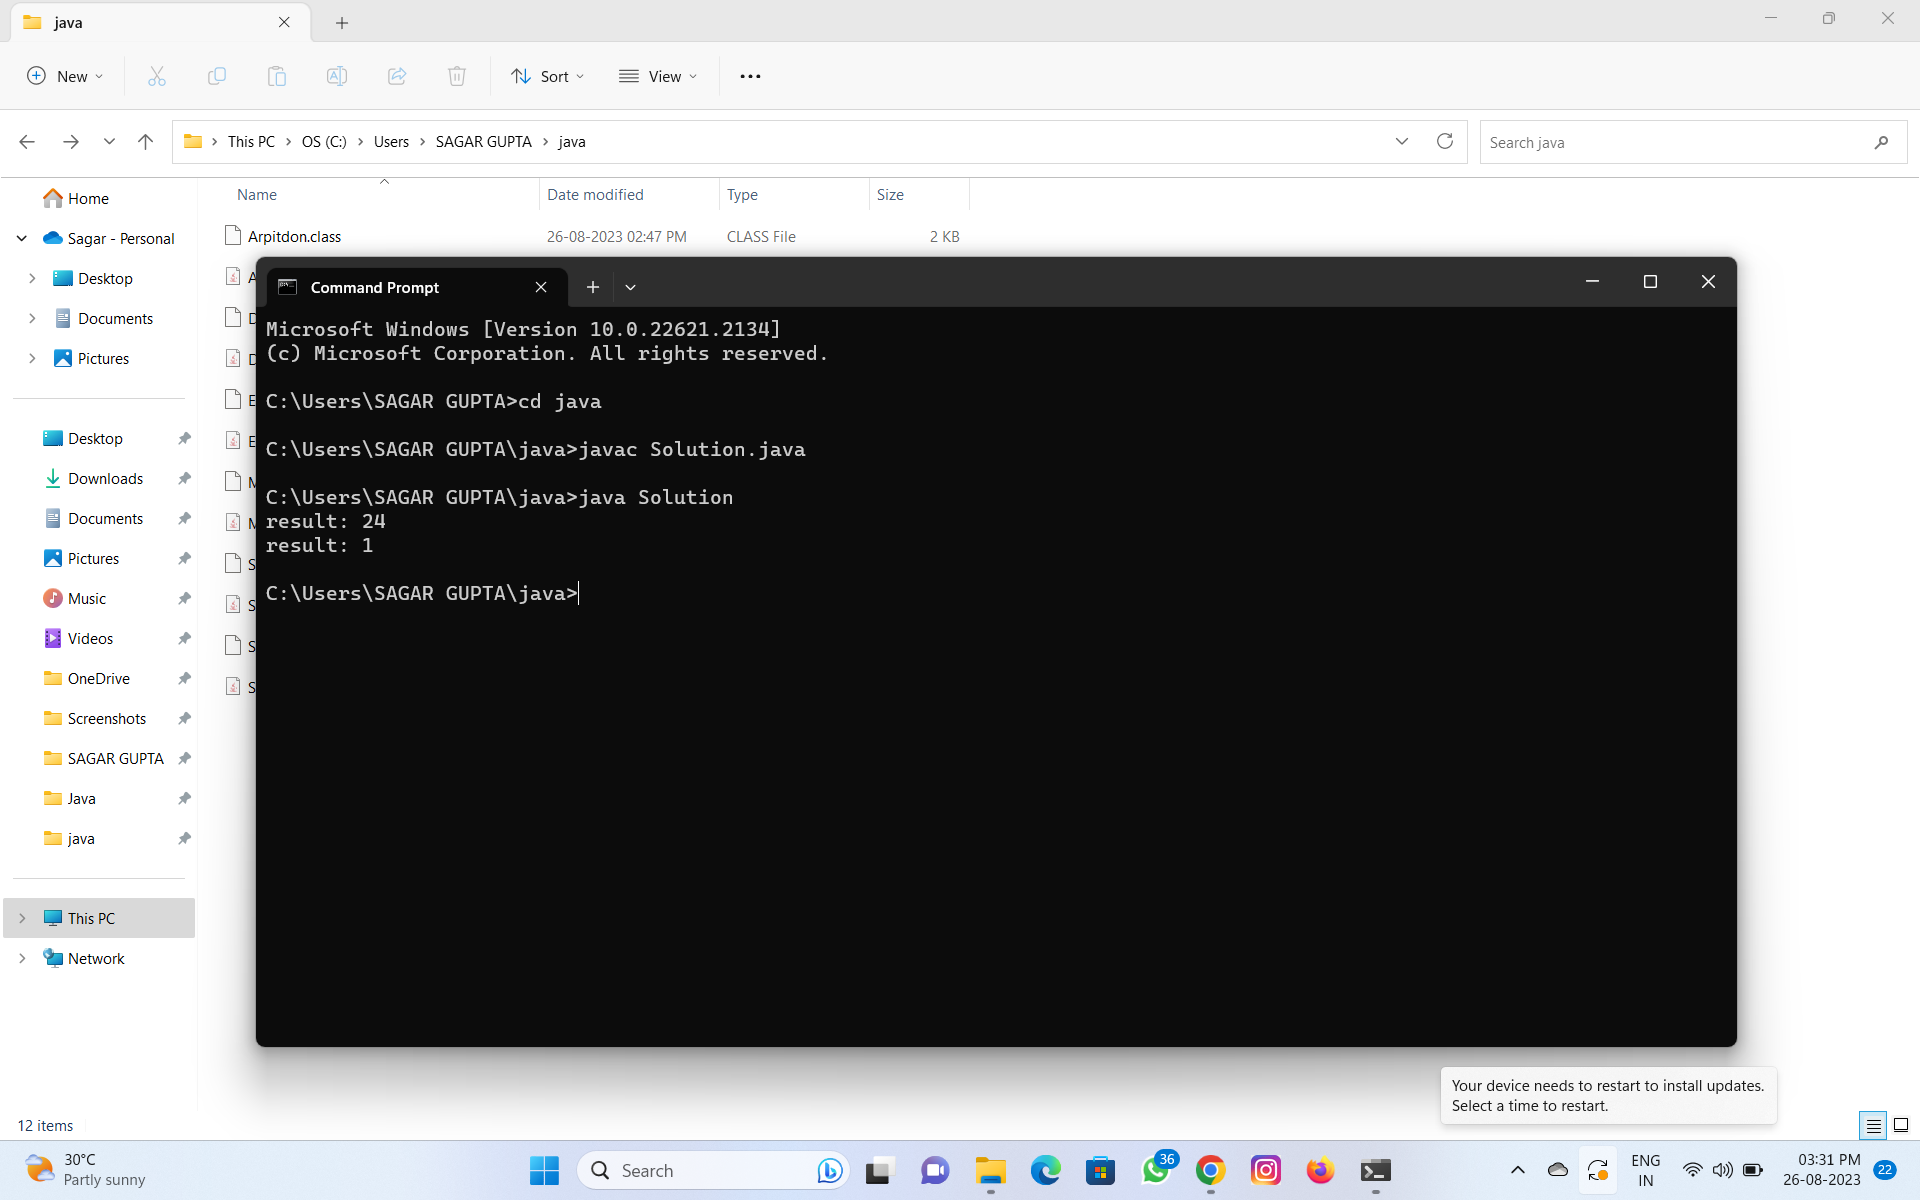 java
New
Sort
View
This PC
OS (C:)
Users
SAGAR GUPTA
java
Search java
Name
Date modified
Type
Size
Home
Sagar - Personal
Desktop
Documents
Pictures
Desktop
Downloads
Documents
Pictures
Music
Videos
OneDrive
Screenshots
SAGAR GUPTA
Java
java
This PC
Network
Arpitdon.class 26-08-2023 02:47 PM CLASS File 2 KB
A
D
D
E
E
M
M
S
S
S
S
Command Prompt
Microsoft Windows [Version 10.0.22621.2134]
(c) Microsoft Corporation. All rights reserved.
C:\Users\SAGAR GUPTA>cd java
C:\Users\SAGAR GUPTA\java>javac Solution.java
C:\Users\SAGAR GUPTA\java>java Solution
result: 24
result: 1
C:\Users\SAGAR GUPTA\java>
Your device needs to restart to install updates.
Select a time to restart.
12 items
30°C
Partly sunny
Search
36
ENG
IN
03:31 PM
26-08-2023
22